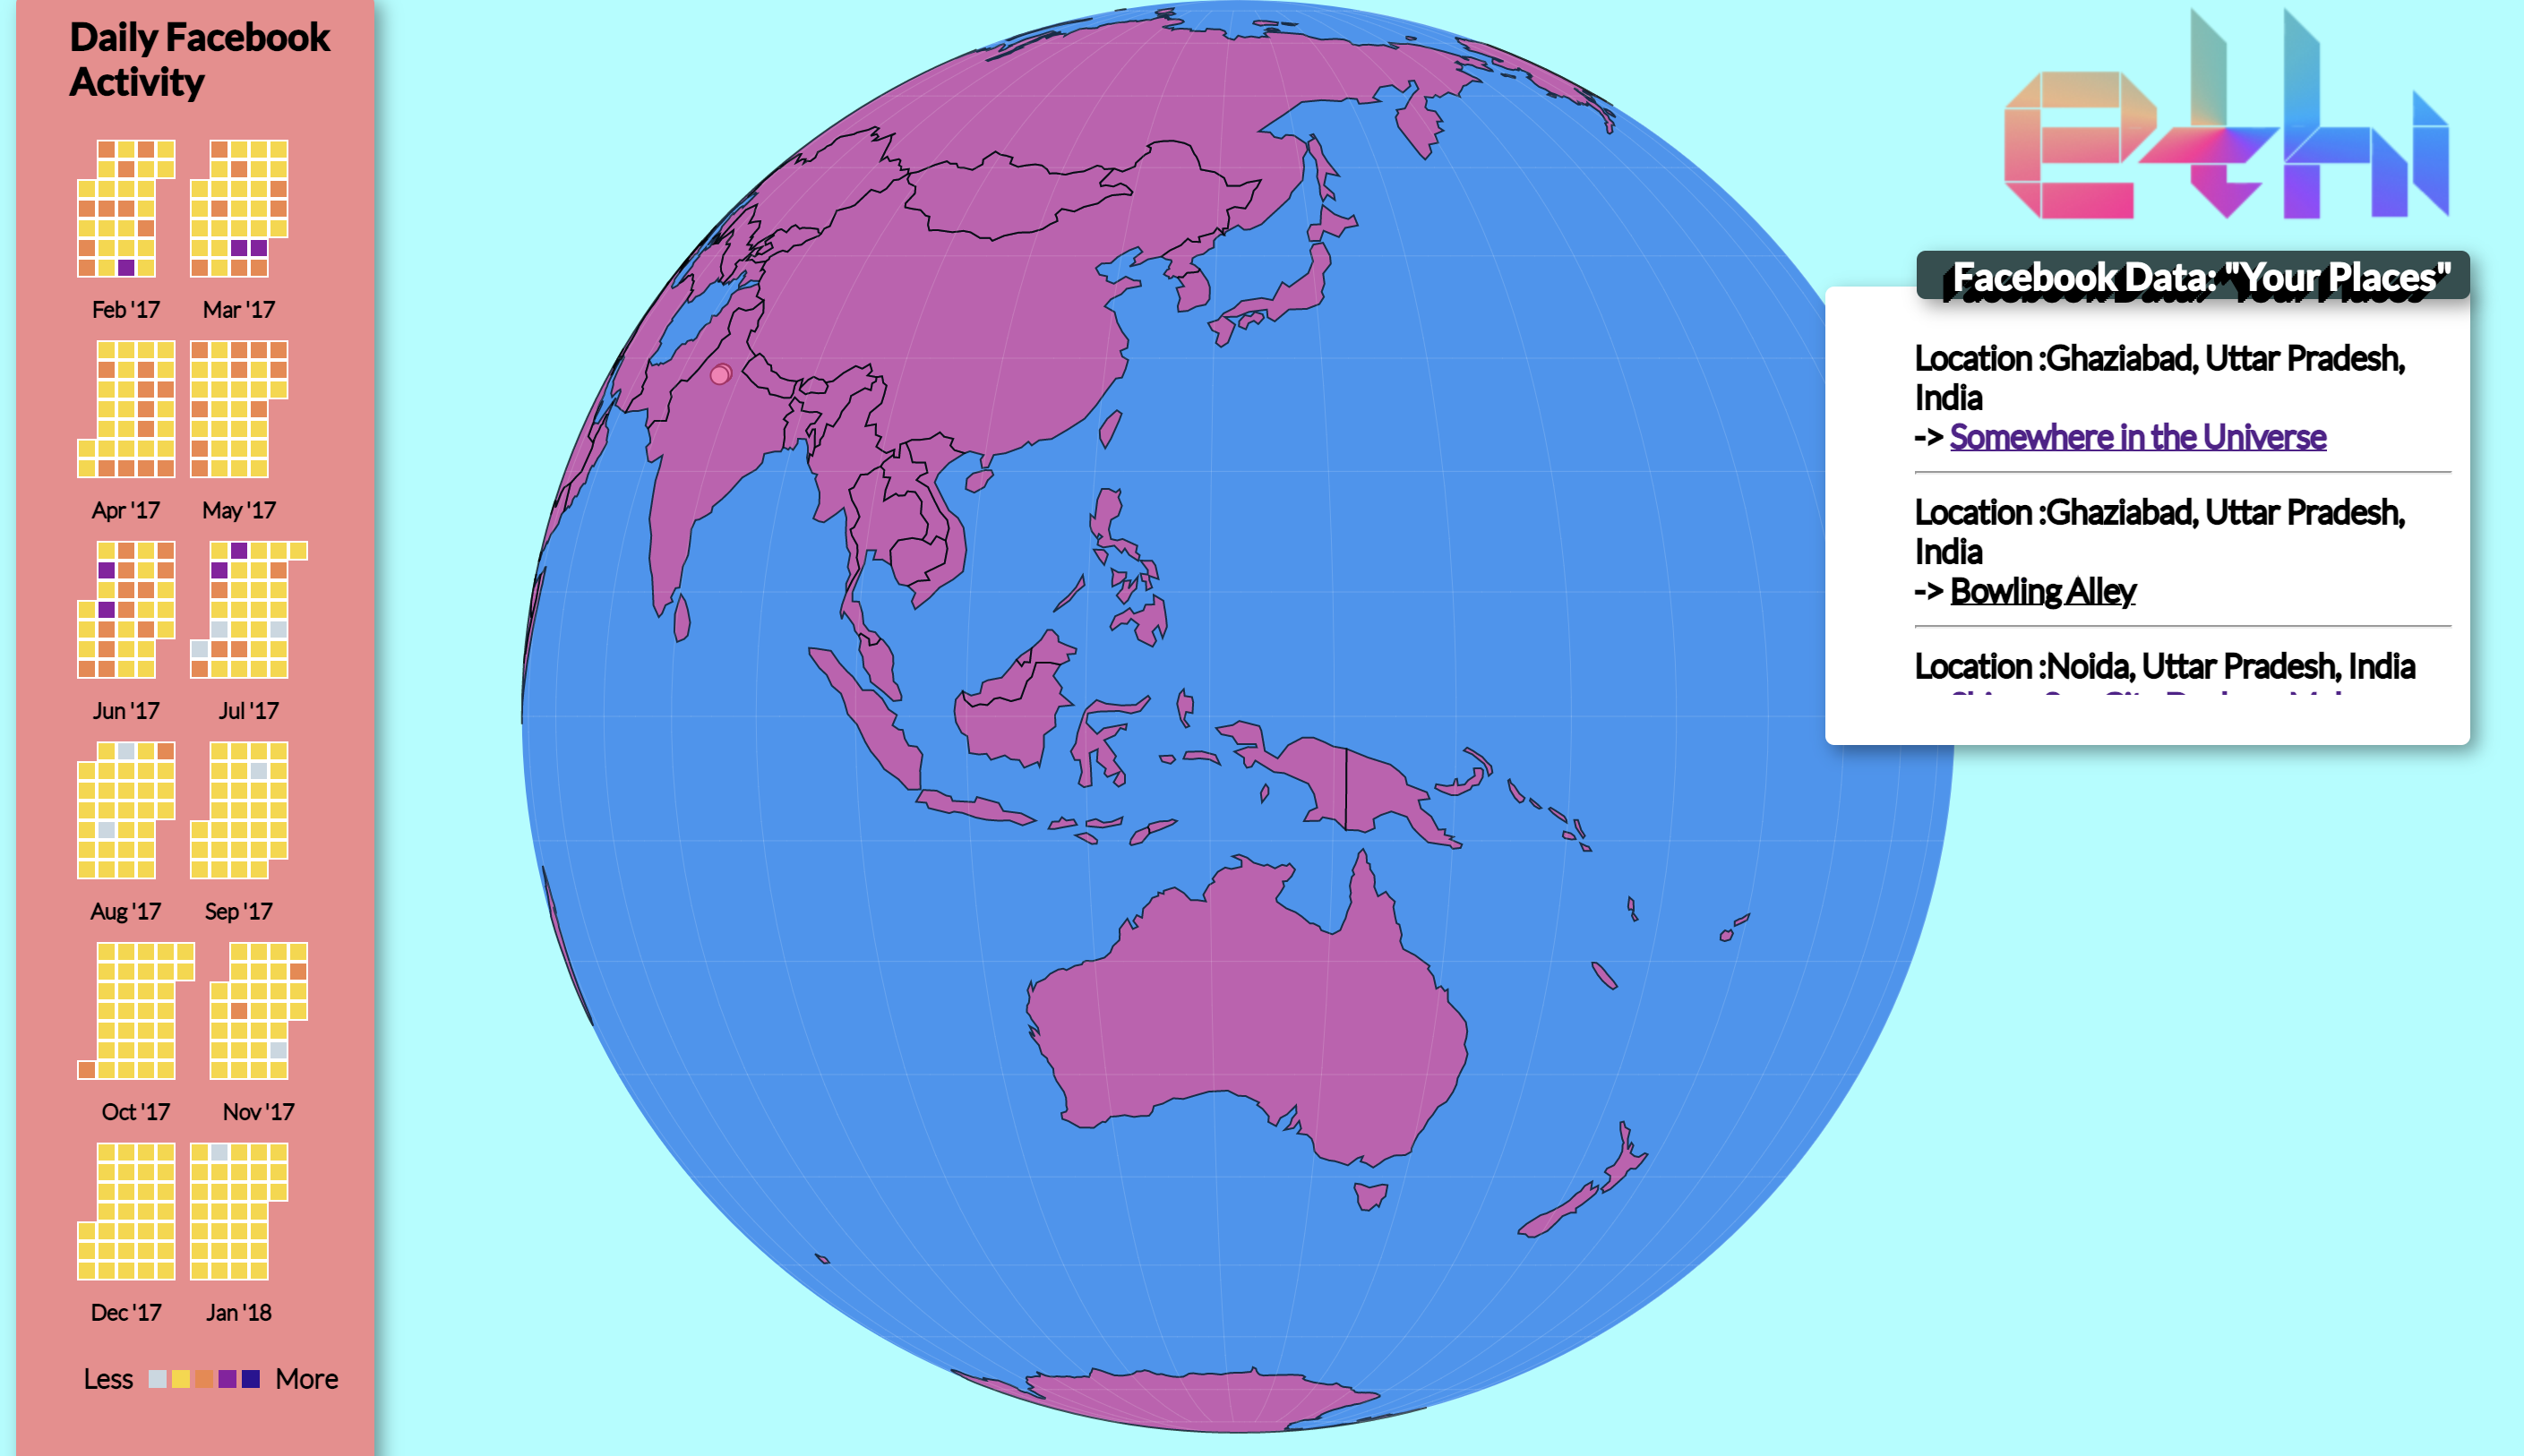 Daily Facebook
Activity
Feb '17
Mar '17
Apr '17
May '17
Jun '17
Jul '17
Aug '17
Sep '17
Oct '17
Nov '17
Dec '17
Jan '18
Less
More
ethi
Facebook Data: "Your Places"
Location :Ghaziabad, Uttar Pradesh,
India
-> Somewhere in the Universe
Location :Ghaziabad, Uttar Pradesh,
India
-> Bowling Alley
Location :Noida, Uttar Pradesh, India